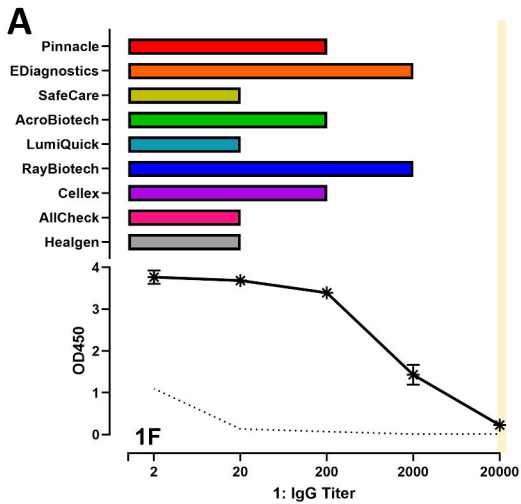 A
Pinnacle
EDiagnostics
SafeCare
AcroBiotech
LumiQuick
RayBiotech
Cellex
AllCheck
Healgen
4
3
2
1
0
OD450
1F
2 20 200 2000 20000
1: IgG Titer